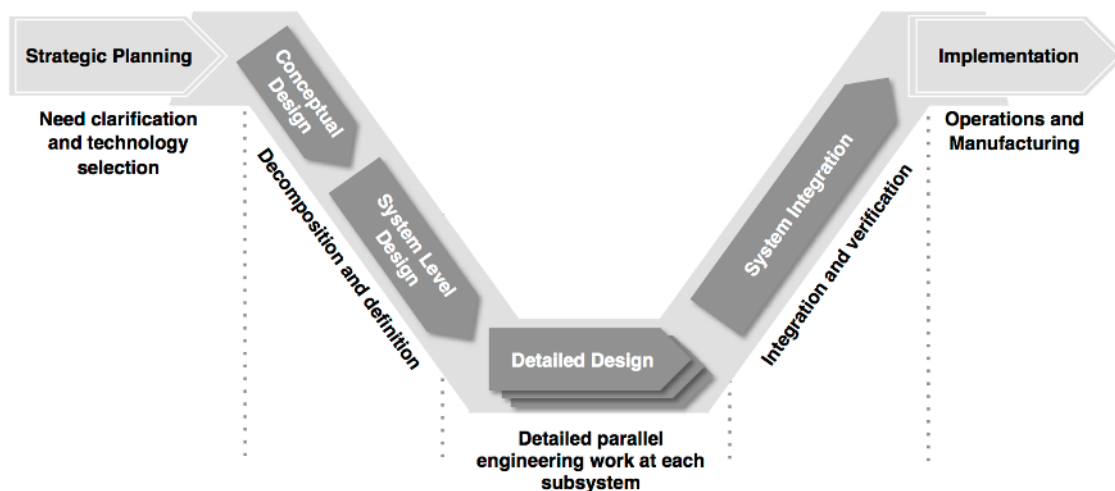 Strategic Planning
Need clarification
and technology
selection
Conceptual
Design
System Level
Design
Decomposition and definition
Detailed Design
Detailed parallel
engineering work at each
subsystem
System Integration
Integration and verification
Implementation
Operations and
Manufacturing